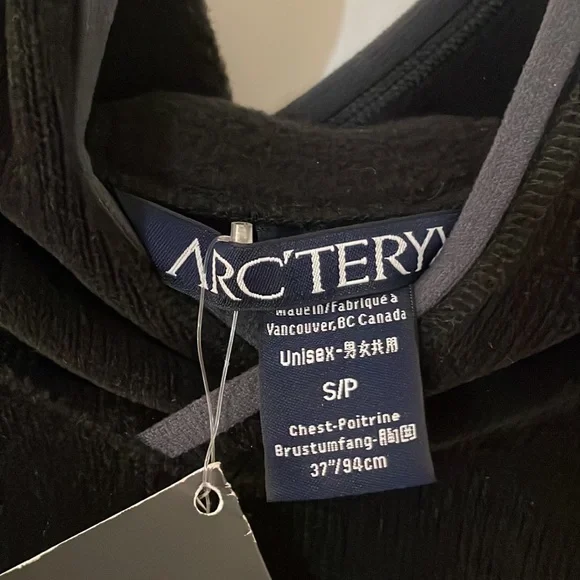 ARC'TERY
Made in/Fabriqué à
Vancouver, BC Canada
Unisex-男女共用
S/P
Chest-Poitrine
Brustumfang-胸囲
37"/94cm